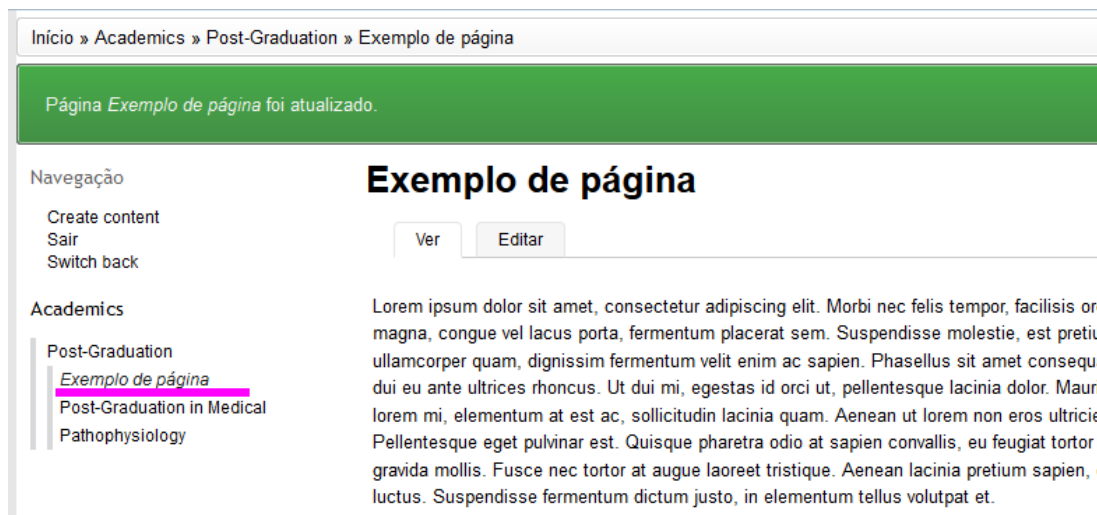 Início » Academics » Post-Graduation » Exemplo de página
Página Exemplo de página foi atualizado.
Navegação
Create content
Sair
Switch back
Academics
Post-Graduation
Exemplo de página
Post-Graduation in Medical
Pathophysiology
Exemplo de página
Ver Editar
Lorem ipsum dolor sit amet, consectetur adipiscing elit. Morbi nec felis tempor, facilisis
magna, congue vel lacus porta, fermentum placerat sem. Suspendisse molestie, est
ullamcorper quam, dignissim fermentum velit enim ac sapien. Phasellus sit amet
dui eu ante ultrices rhoncus. Ut dui mi, egestas id orci ut, pellentesque lacinia dolor.
lorem mi, elementum at est ac, sollicitudin lacinia quam. Aenean ut lorem non eros
Pellentesque eget pulvinar est. Quisque pharetra odio at sapien convallis, eu feugiat tortor
gravida mollis. Fusce nec tortor at augue laoreet tristique. Aenean lacinia pretium sapien,
luctus. Suspendisse fermentum dictum justo, in elementum tellus volutpat et.